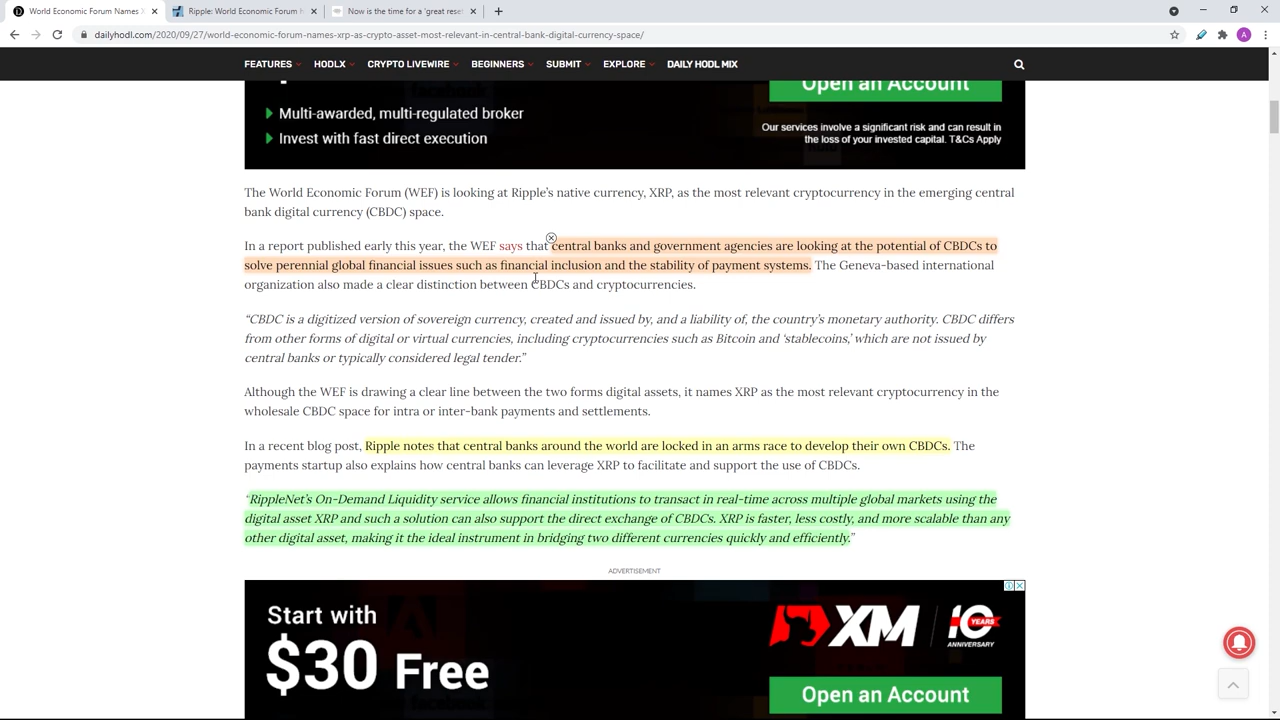 World Economic Forum Names X
Ripple: World Economic Forum h
Now is the time for a 'great rese
dailyhodl.com/2020/09/27/world-economic-forum-names-xrp-as-crypto-asset-most-relevant-in-central-bank-digital-currency-space/
A
FEATURES HODLX CRYPTO LIVEWIRE BEGINNERS SUBMIT EXPLORE DAILY HODL MIX
Open an Account
Multi-awarded, multi-regulated broker
Invest with fast direct execution
Our services involve a significant risk and can result in
the loss of your invested capital. T&Cs Apply
The World Economic Forum (WEF) is looking at Ripple's native currency, XRP, as the most relevant cryptocurrency in the emerging central
bank digital currency (CBDC) space.
In a report published early this year, the WEF says that central banks and government agencies are looking at the potential of CBDCs to
solve perennial global financial issues such as financial inclusion and the stability of payment systems. The Geneva-based international
organization also made a clear distinction between CBDCs and cryptocurrencies.
“CBDC is a digitized version of sovereign currency, created and issued by, and a liability of, the country's monetary authority. CBDC differs
from other forms of digital or virtual currencies, including cryptocurrencies such as Bitcoin and ‘stablecoins,’ which are not issued by
central banks or typically considered legal tender.”
Although the WEF is drawing a clear line between the two forms digital assets, it names XRP as the most relevant cryptocurrency in the
wholesale CBDC space for intra or inter-bank payments and settlements.
In a recent blog post, Ripple notes that central banks around the world are locked in an arms race to develop their own CBDCs. The
payments startup also explains how central banks can leverage XRP to facilitate and support the use of CBDCs.
“RippleNet's On-Demand Liquidity service allows financial institutions to transact in real-time across multiple global markets using the
digital asset XRP and such a solution can also support the direct exchange of CBDCs. XRP is faster, less costly, and more scalable than any
other digital asset, making it the ideal instrument in bridging two different currencies quickly and efficiently.”
ADVERTISEMENT
Start with
$30 Free
XM
10 YEARS
ANNIVERSARY
Open an Account